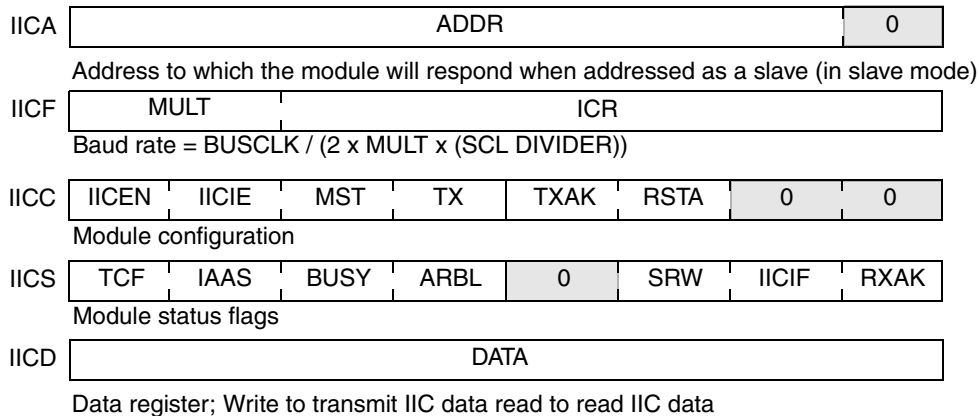 IICA ADDR 0
Address to which the module will respond when addressed as a slave (in slave mode)
IICF MULT ICR
Baud rate = BUSCLK / (2 x MULT x (SCL DIVIDER))
IICC IICEN IICIE MST TX TXAK RSTA 0 0
Module configuration
IICS TCF IAAS BUSY ARBL 0 SRW IICIF RXAK
Module status flags
IICD DATA
Data register; Write to transmit IIC data read to read IIC data